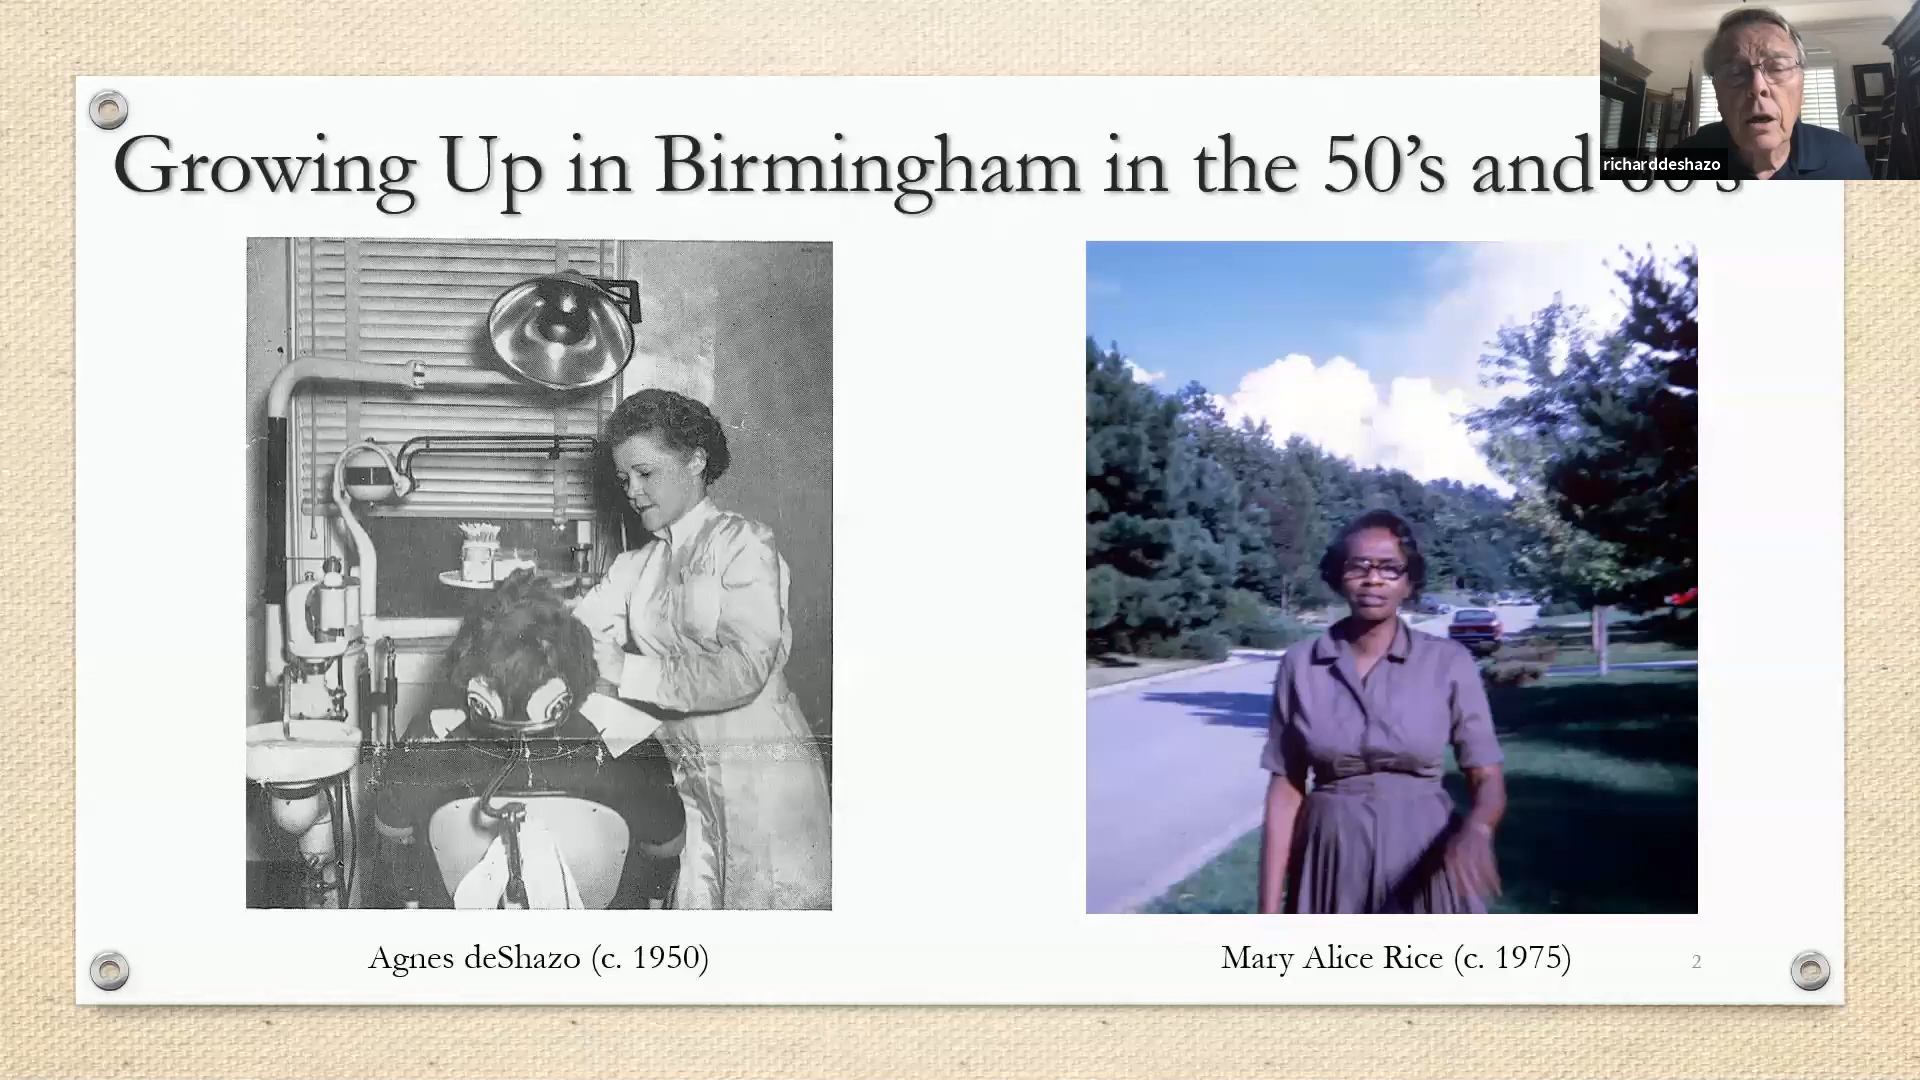 Growing Up in Birmingham in the 50’s and 60's
richarddeshazo
Agnes deShazo (c. 1950)
Mary Alice Rice (c. 1975)
2